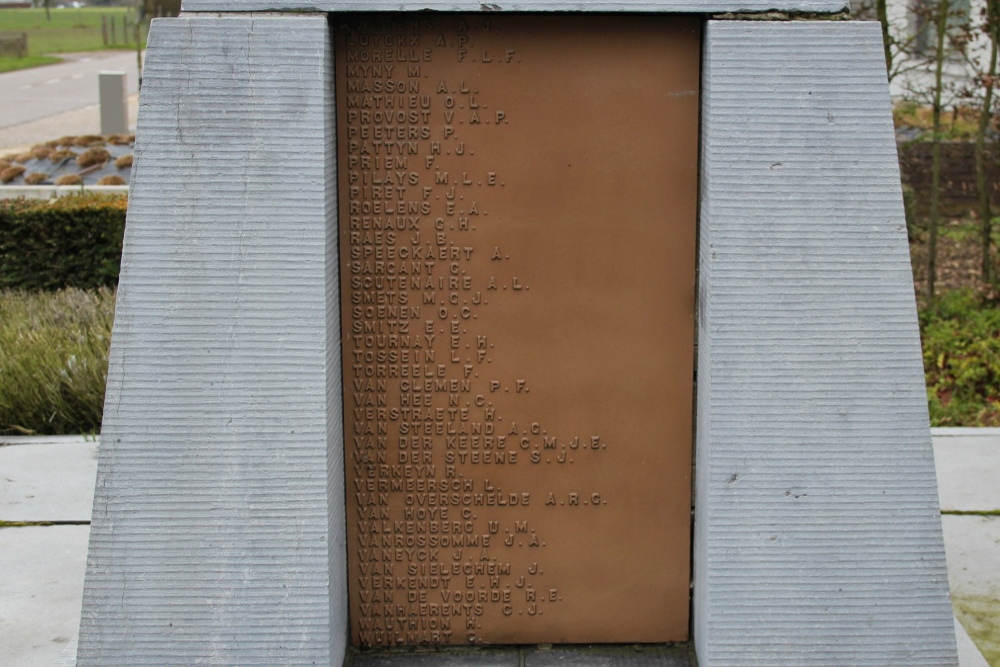 LUYCKX A.P.
MORELLE F.L.F.
MYNY M.
MASSON A.L.
MATHIEU O.L.
PROVOST V.A.P.
PEETERS P.
PATTYN H.J.
PRIEM F.
PILAYS M.L.E.
PIRET F.J.
ROELENS E.A.
RENAUX G.H.
RAES J.B.
SPEECKAERT A.
SARGANT G.
SCUTENAIRE A.L.
SMETS M.C.J.
SOENEN O.C.
SMITZ E.E.
TOURNAY E.H.
TOSSEIN L.F.
TORREELE F.
VAN CLEMEN P.F.
VAN HEE N.C.
VERSTRAETE H.
VAN STEELAND A.G.
VAN DER KEERE C.M.J.E.
VAN DER STEENE S.J.
VERKEYN R.
VERMEERSCH L.
VAN OVERSCHELDE A.R.G.
VAN HOYE C.
VALKENBERG U.M.
VANROSSOMME J.A.
VANEYCK J.A.
VAN SIELEGHEM J.
VERKENDT E.H.J.
VAN DE VOORDE R.E.
VANHAERENTS C.J.
WAUTHION H.
WUILMART G.